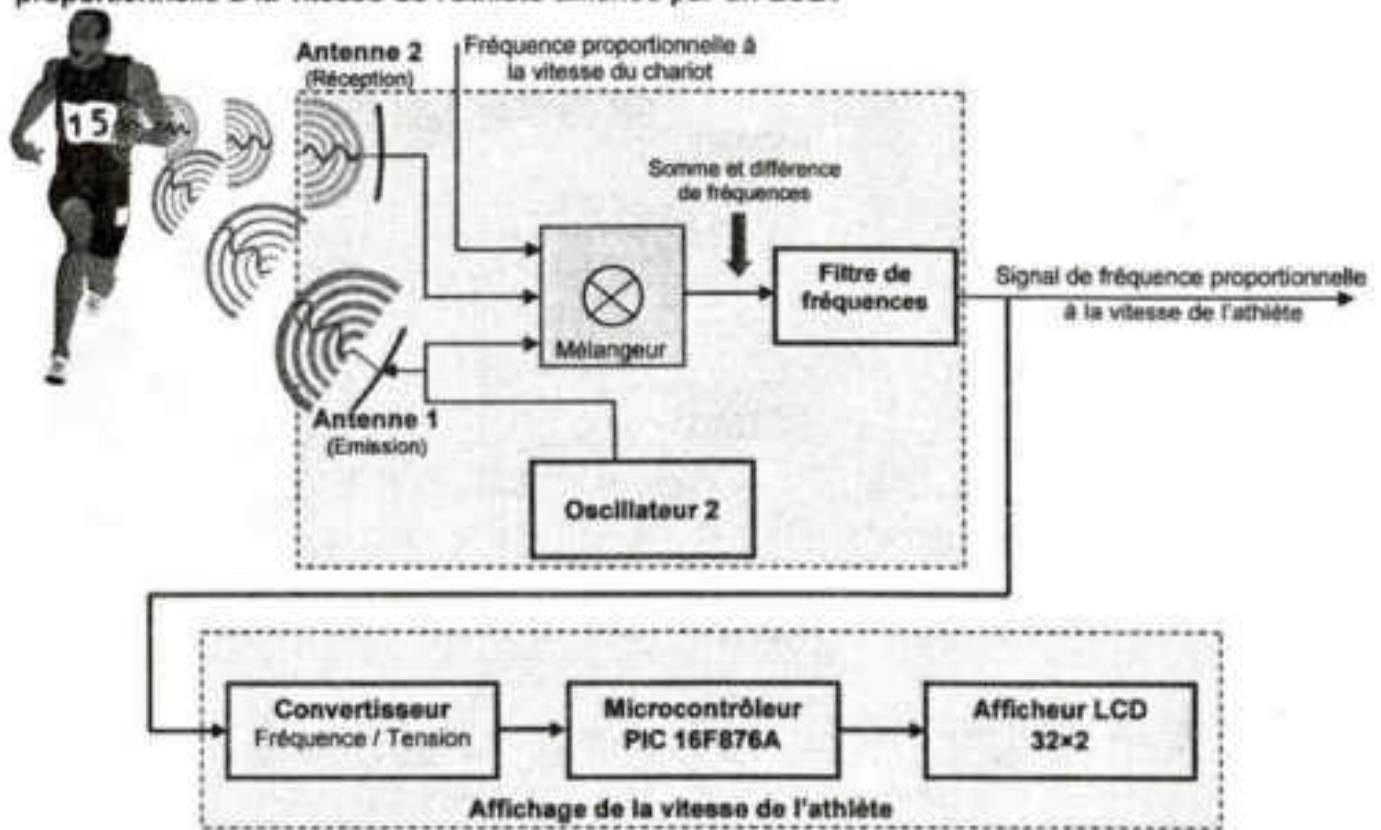 Antenne 2
(Réception)
Fréquence proportionnelle à
la vitesse du chariot
15
Somme et différence
de fréquences
Filtre de
fréquences
Signal de fréquence proportionnelle
à la vitesse de l'athlète
Mélangeur
Antenne 1
(Emission)
Oscillateur 2
Convertisseur
Fréquence / Tension
Microcontrôleur
PIC 16F876A
Afficheur LCD
32×2
Affichage de la vitesse de l'athlète